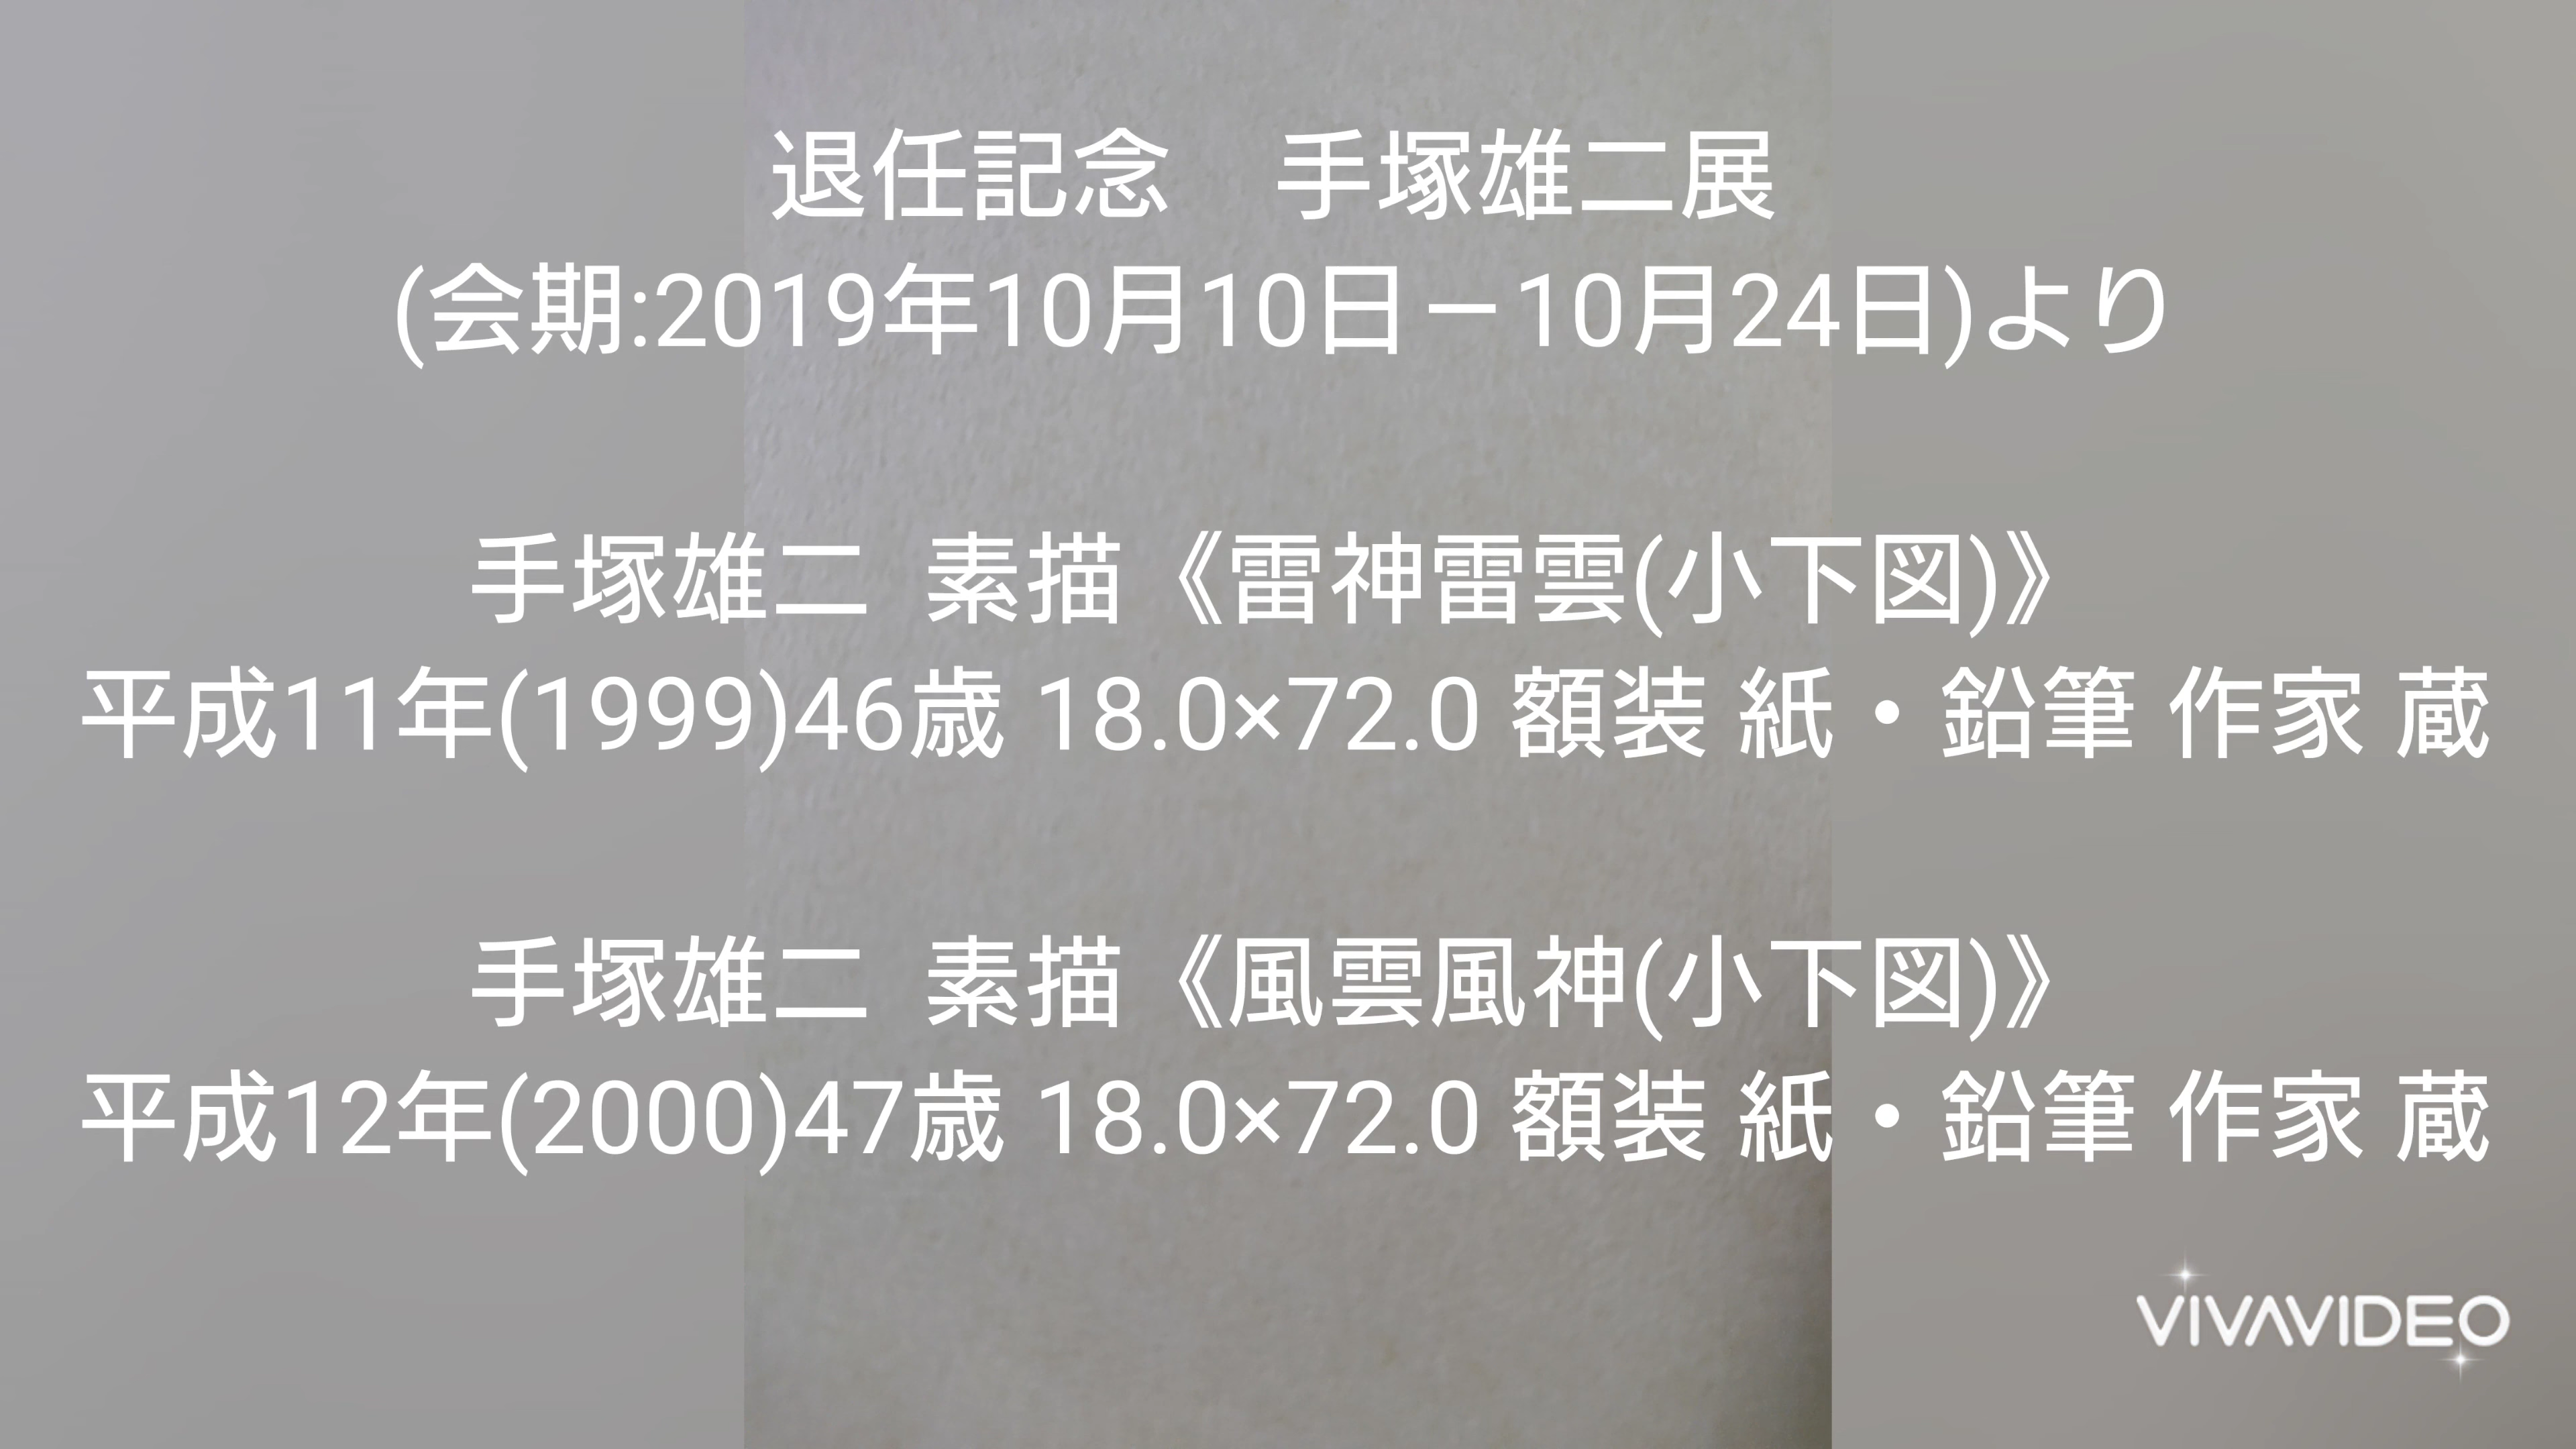 退任記念　手塚雄二展
(会期:2019年10月10日－10月24日)より
手塚雄二 素描《雷神雷雲(小下図)》
平成11年(1999)46歳 18.0×72.0 額装 紙・鉛筆 作家 蔵
手塚雄二 素描《風雲風神(小下図)》
平成12年(2000)47歳 18.0×72.0 額装 紙・鉛筆 作家 蔵
VIVAVIDEO